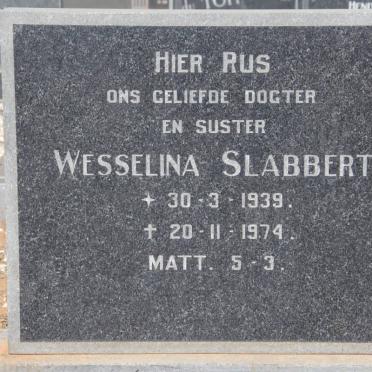 HIER RUS
ONS GELIEFDE DOGTER
EN SUSTER
WESSELINA SLABBERT
✦ 30-3-1939.
✝ 20-11-1974.
MATT. 5-3.